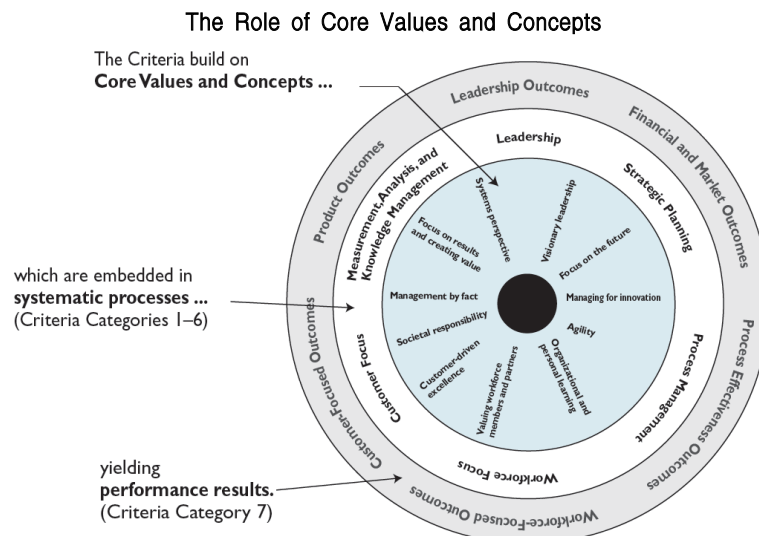 The Role of Core Values and Concepts
The Criteria build on
Core Values and Concepts ...
which are embedded in
systematic processes ...
(Criteria Categories 1–6)
yielding
performance results.
(Criteria Category 7)
Leadership Outcomes
Financial and Market Outcomes
Process Effectiveness Outcomes
Workforce-Focused Outcomes
Customer-Focused Outcomes
Product Outcomes
Leadership
Strategic Planning
Process Management
Workforce Focus
Customer Focus
Measurement, Analysis, and
Knowledge Management
Systems perspective
Visionary leadership
Focus on the future
Managing for innovation
Agility
Organizational and
personal learning
Valuing workforce
members and partners
Customer-driven
excellence
Societal responsibility
Management by fact
Focus on results
and creating value